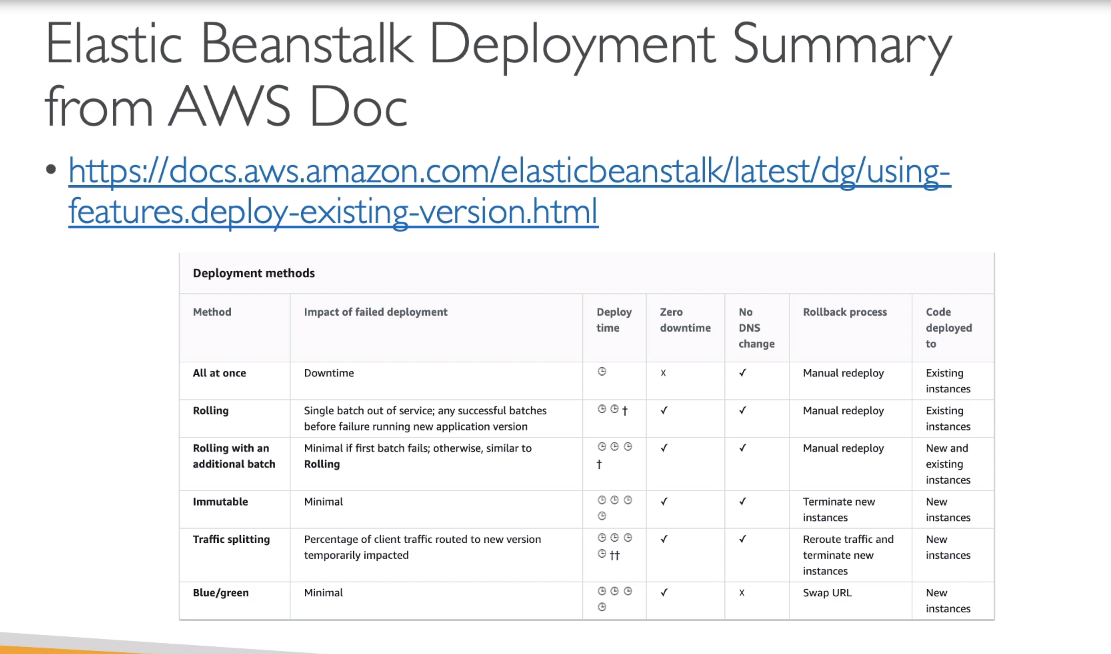 Elastic Beanstalk Deployment Summary
from AWS Doc
• https://docs.aws.amazon.com/elasticbeanstalk/latest/dg/using-
features.deploy-existing-version.html
Deployment methods
Method
Impact of failed deployment
Deploy
time
Zero
downtime
No
DNS
change
Rollback process
Code
deployed
to
All at once
Downtime
x
✓
Manual redeploy
Existing
instances
Rolling
Single batch out of service; any successful batches
before failure running new application version
†
✓
✓
Manual redeploy
Existing
instances
Rolling with an
additional batch
Minimal if first batch fails; otherwise, similar to
Rolling
†
✓
✓
Manual redeploy
New and
existing
instances
Immutable
Minimal
✓
✓
Terminate new
instances
New
instances
Traffic splitting
Percentage of client traffic routed to new version
temporarily impacted
††
✓
✓
Reroute traffic and
terminate new
instances
New
instances
Blue/green
Minimal
✓
x
Swap URL
New
instances